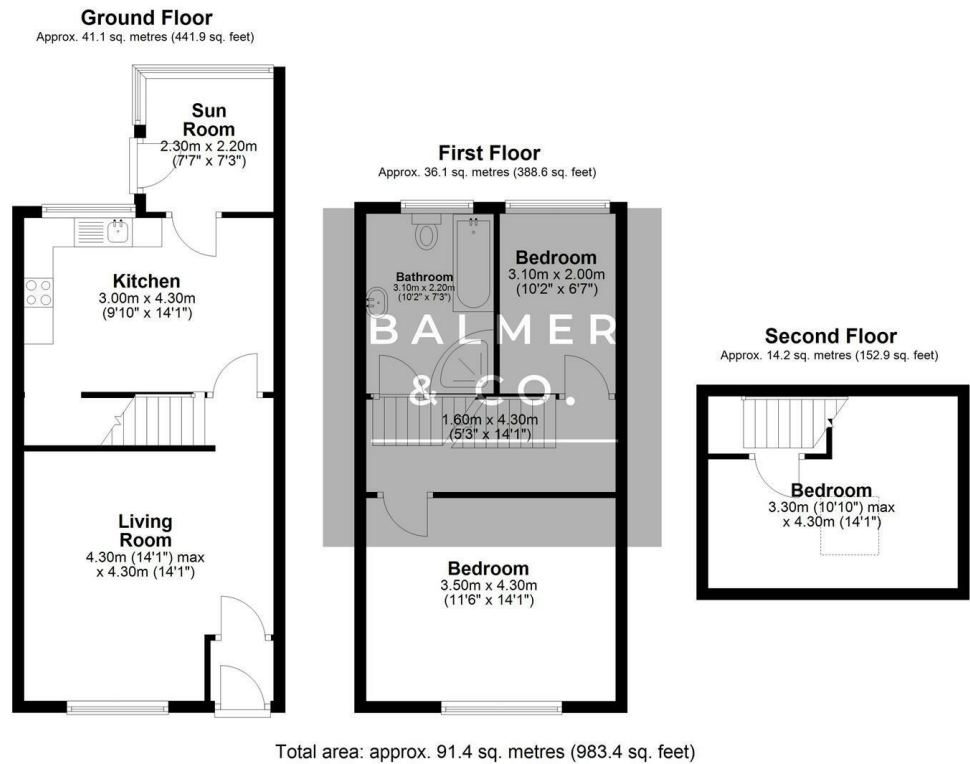 Ground Floor
Approx. 41.1 sq. metres (441.9 sq. feet)
Sun
Room
2.30m x 2.20m
(7'7" x 7'3")
Kitchen
3.00m x 4.30m
(9'10" x 14'1")
Living
Room
4.30m (14'1") max
x 4.30m (14'1")
First Floor
Approx. 36.1 sq. metres (388.6 sq. feet)
Bathroom
3.10m x 2.20m
(10'2" x 7'3")
Bedroom
3.10m x 2.00m
(10'2" x 6'7")
BALMER
& CO.
1.60m x 4.30m
(5'3" x 14'1")
Bedroom
3.50m x 4.30m
(11'6" x 14'1")
Second Floor
Approx. 14.2 sq. metres (152.9 sq. feet)
Bedroom
3.30m (10'10") max
x 4.30m (14'1")
Total area: approx. 91.4 sq. metres (983.4 sq. feet)